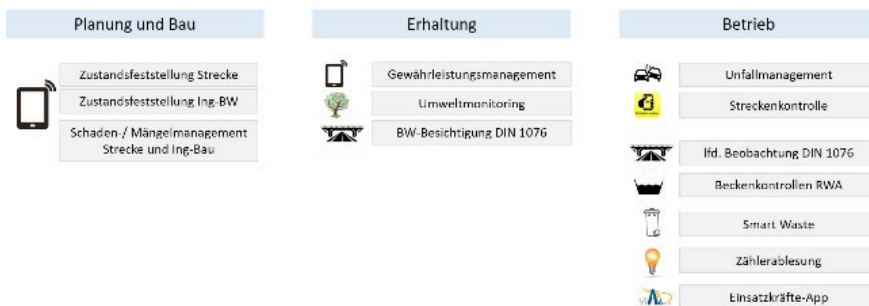 Planung und Bau
Zustandsfeststellung Strecke
Zustandsfeststellung Ing-BW
Schaden-/ Mängelmanagement
Strecke und Ing-Bau
Erhaltung
Gewährleistungsmanagement
Umweltmonitoring
BW-Besichtigung DIN 1076
Betrieb
Unfallmanagement
Streckenkontrolle
lfd. Beobachtung DIN 1076
Beckenkontrollen RWA
Smart Waste
Zählerablesung
Einsatzkräfte-App